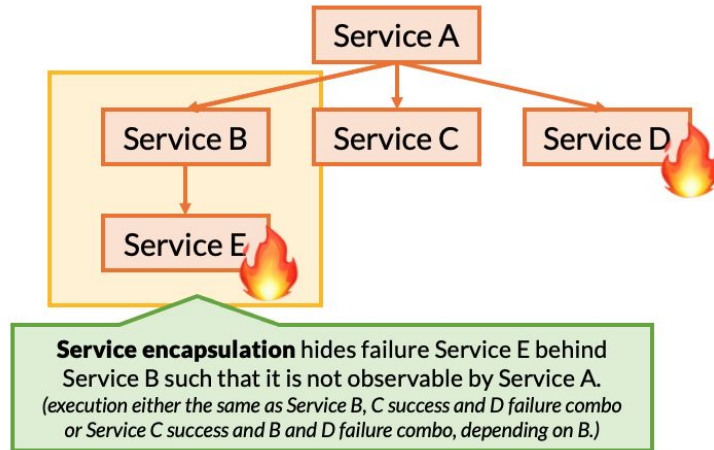 Service A
Service B
Service C
Service D
Service E
Service encapsulation hides failure Service E behind
Service B such that it is not observable by Service A.
(execution either the same as Service B, C success and D failure combo
or Service C success and B and D failure combo, depending on B.)